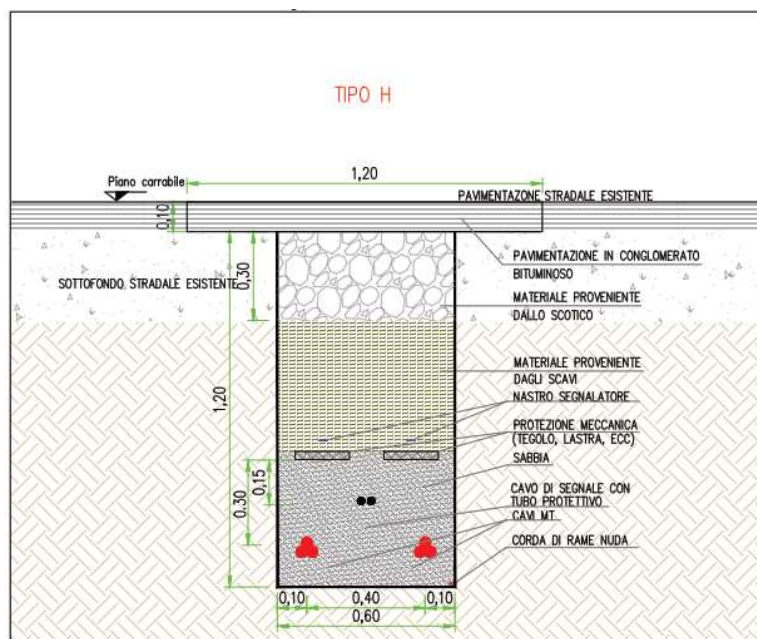 TIPO H
Piano carrabile
1,20
PAVIMENTAZONE STRADALE ESISTENTE
0,10
PAVIMENTAZIONE IN CONGLOMERATO
BITUMINOSO
0,30
SOTTOFONDO STRADALE ESISTENTE
MATERIALE PROVENIENTE
DALLO SCOTICO
MATERIALE PROVENIENTE
DAGLI SCAVI
NASTRO SEGNALATORE
1,20
PROTEZIONE MECCANICA
(TEGOLO, LASTRA, ECC)
SABBIA
0,15
0.30
CAVO DI SEGNALE CON
TUBO PROTETTIVO
CAVI MT
CORDA DI RAME NUDA
0,10 0,40 0,10
0,60